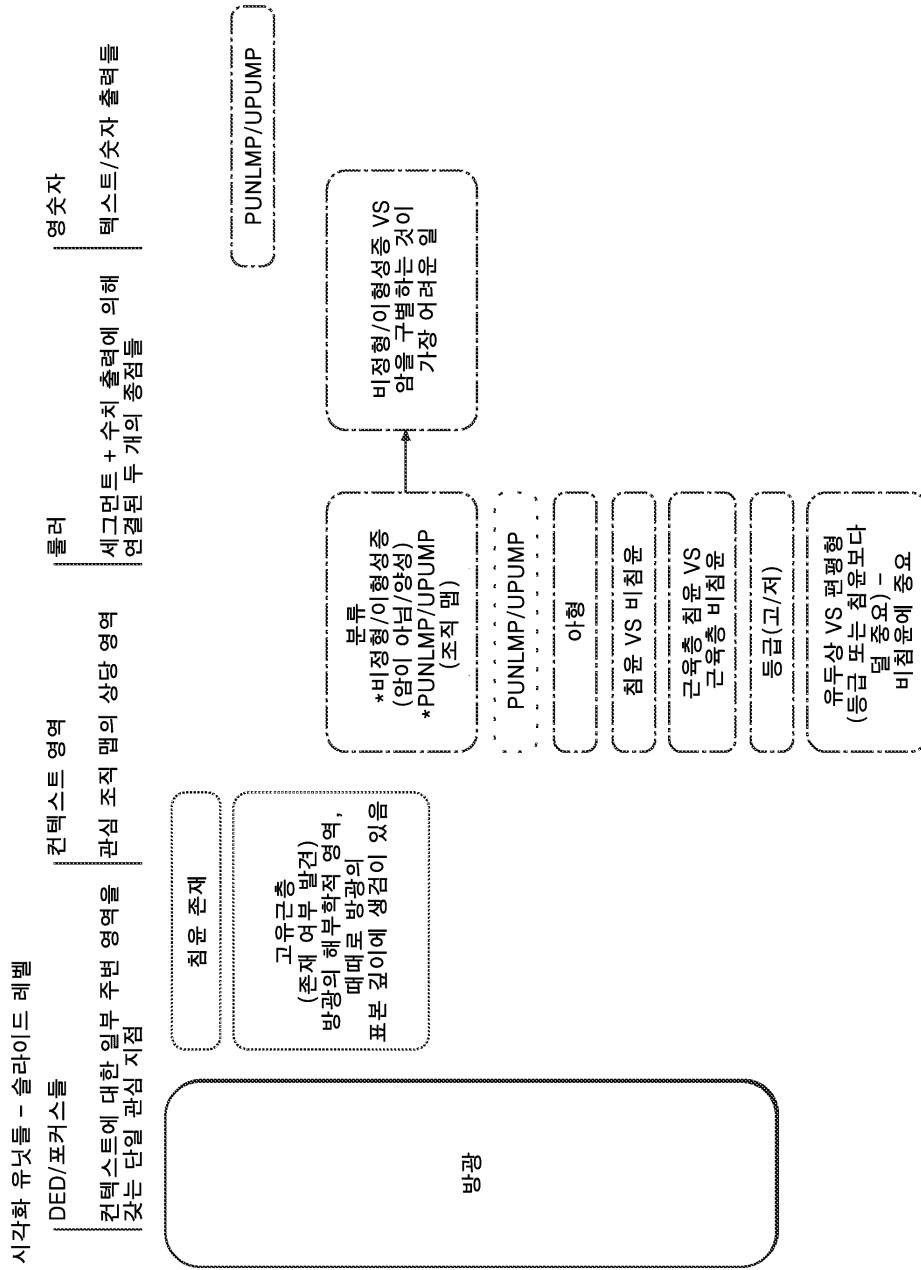 시각화 유닛들 - 슬라이드 레벨
DED/포커스들
컨텍스트에 대한 일부 주변 영역을
갖는 단일 관심 지점
컨텍스트 영역
관심 조직 맵의 상당 영역
룰러
세그먼트 + 수치 출력에 의해
연결된 두 개의 종점들
영숫자
텍스트/숫자 출력들
방광
침윤 존재
고유근층
(존재 여부 발견)
방광의 해부학적 영역,
때때로 방광의
표본 깊이에 생검이 있음
분류
*비정형/이형성증
(암이 아님/양성)
*PUNLMP/UPUMP
(조직 맵)
비정형/이형성증 VS
암을 구별하는 것이
가장 어려운 일
PUNLMP/UPUMP
PUNLMP/UPUMP
아형
침윤 VS 비침윤
근육층 침윤 VS
근육층 비침윤
등급(고/저)
유두상 VS 편평형
(등급 또는 침윤보다
덜 중요) -
비침윤에 중요